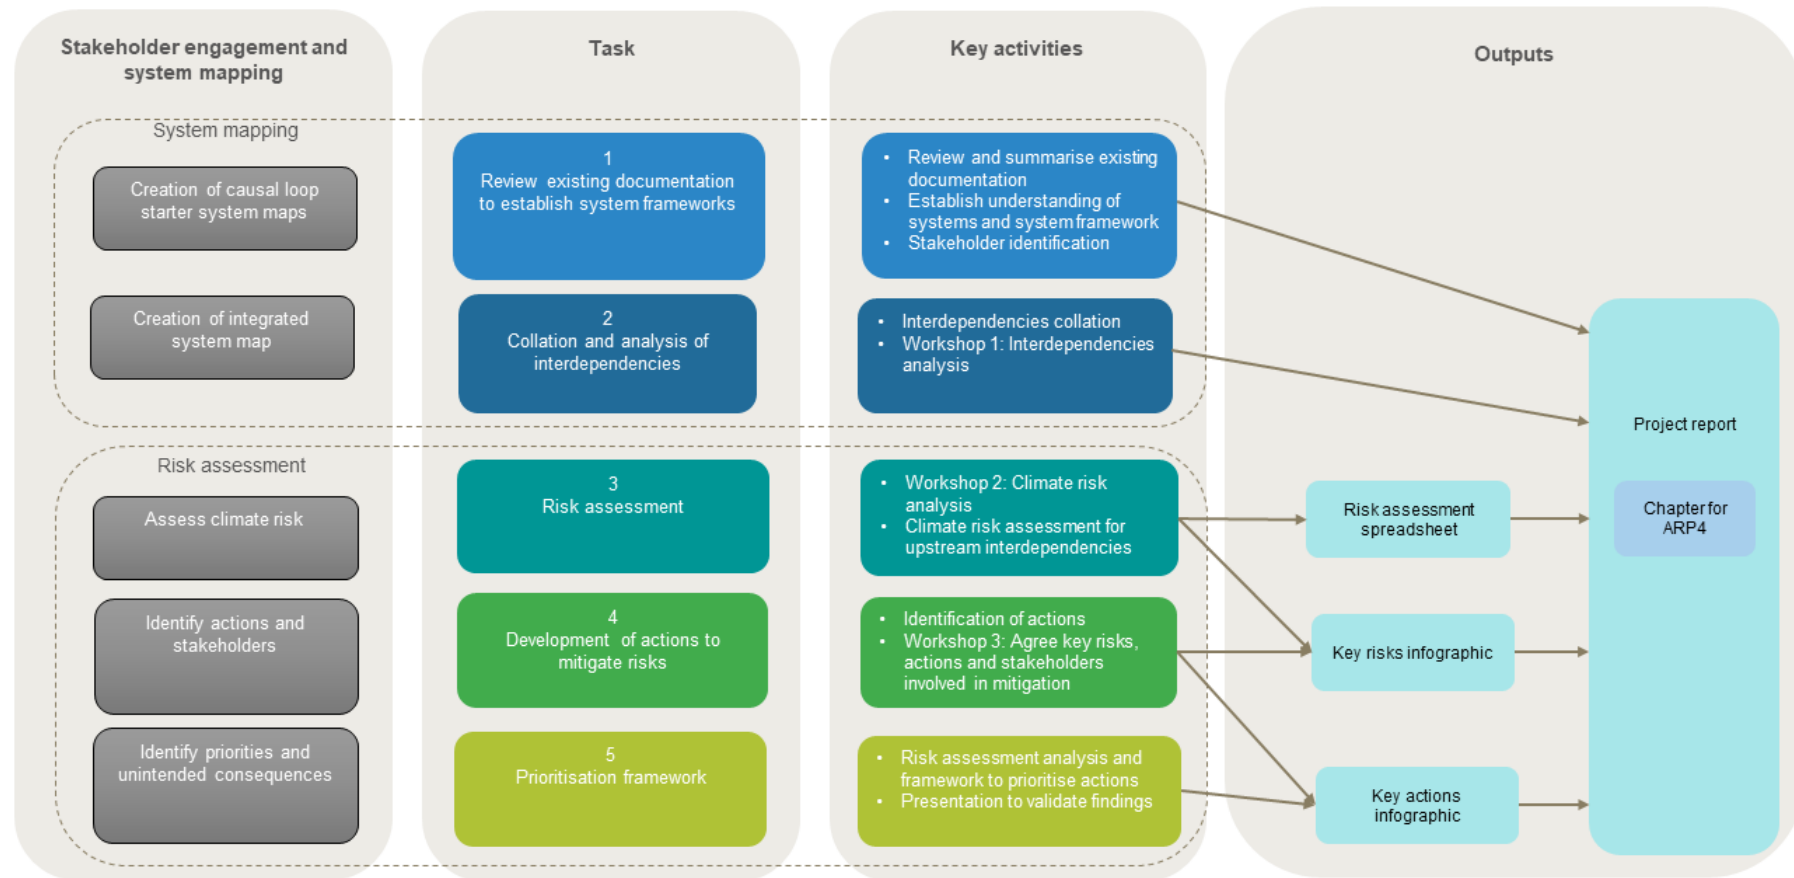 Stakeholder engagement and
system mapping
Task
Key activities
Outputs
System mapping
Creation of causal loop
starter system maps
1
Review existing documentation
to establish system frameworks
• Review and summarise existing
documentation
• Establish understanding of
systems and system framework
• Stakeholder identification
Creation of integrated
system map
2
Collation and analysis of
interdependencies
• Interdependencies collation
• Workshop 1: Interdependencies
analysis
Project report
Chapter for
ARP4
Risk assessment
Assess climate risk
3
Risk assessment
• Workshop 2: Climate risk
analysis
• Climate risk assessment for
upstream interdependencies
Risk assessment
spreadsheet
Identify actions and
stakeholders
4
Development of actions to
mitigate risks
• Identification of actions
• Workshop 3: Agree key risks,
actions and stakeholders
involved in mitigation
Key risks infographic
Identify priorities and
unintended consequences
5
Prioritisation framework
• Risk assessment analysis and
framework to prioritise actions
• Presentation to validate findings
Key actions
infographic